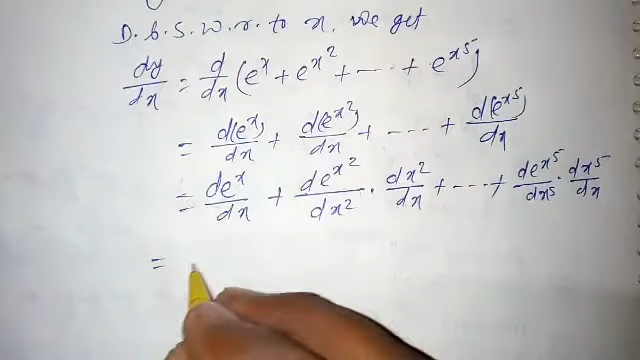 D.b.s.w.r.to x, we get
dy/dx = d/dx (e^x + e^x^2 + --- + e^x^5)
= d(e^x)/dx + d(e^x^2)/dx + ---- + d(e^x^5)/dx
= de^x/dx + de^x^2/dx^2 · dx^2/dx + --- + de^x^5/dx^5 · dx^5/dx
=